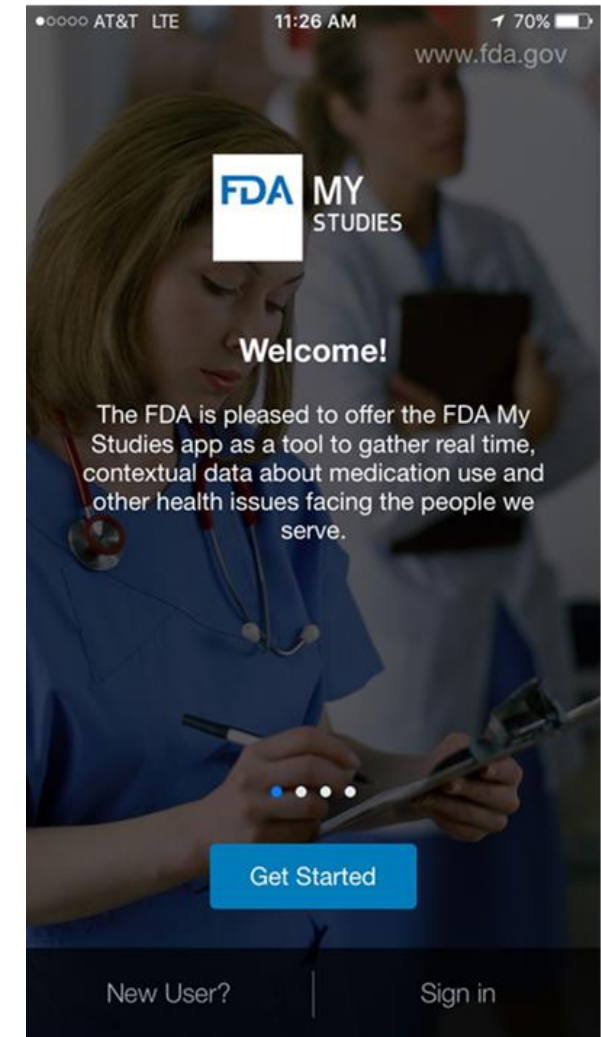 AT&T LTE 11:26 AM 70%
www.fda.gov
FDA MY
STUDIES
Welcome!
The FDA is pleased to offer the FDA My
Studies app as a tool to gather real time,
contextual data about medication use and
other health issues facing the people we
serve.
Get Started
New User? Sign in